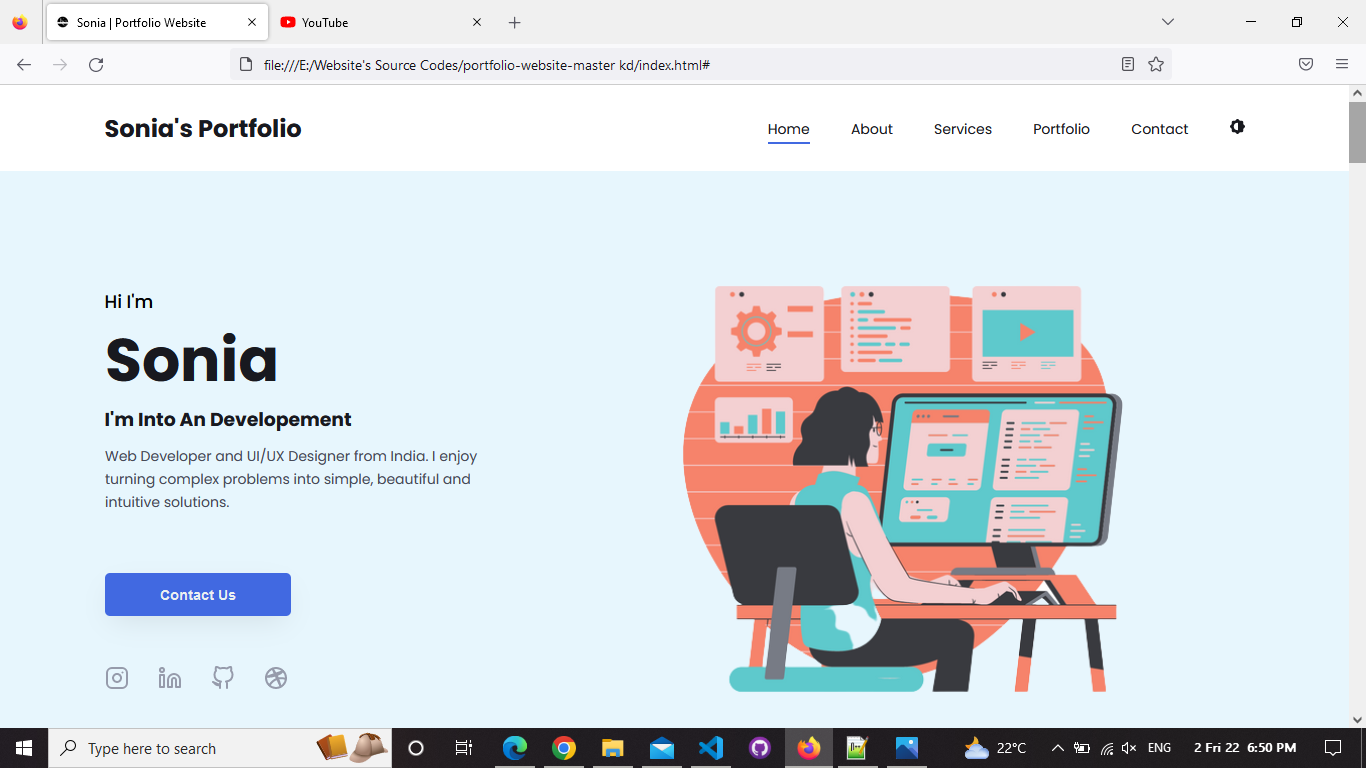 Sonia | Portfolio Website
YouTube
file:///E:/Website's Source Codes/portfolio-website-master kd/index.html#
Sonia's Portfolio
Home
About
Services
Portfolio
Contact
Hi I'm
Sonia
I'm Into An Developement
Web Developer and UI/UX Designer from India. I enjoy
turning complex problems into simple, beautiful and
intuitive solutions.
Contact Us
Type here to search
22°C
ENG
2 Fri 22 6:50 PM